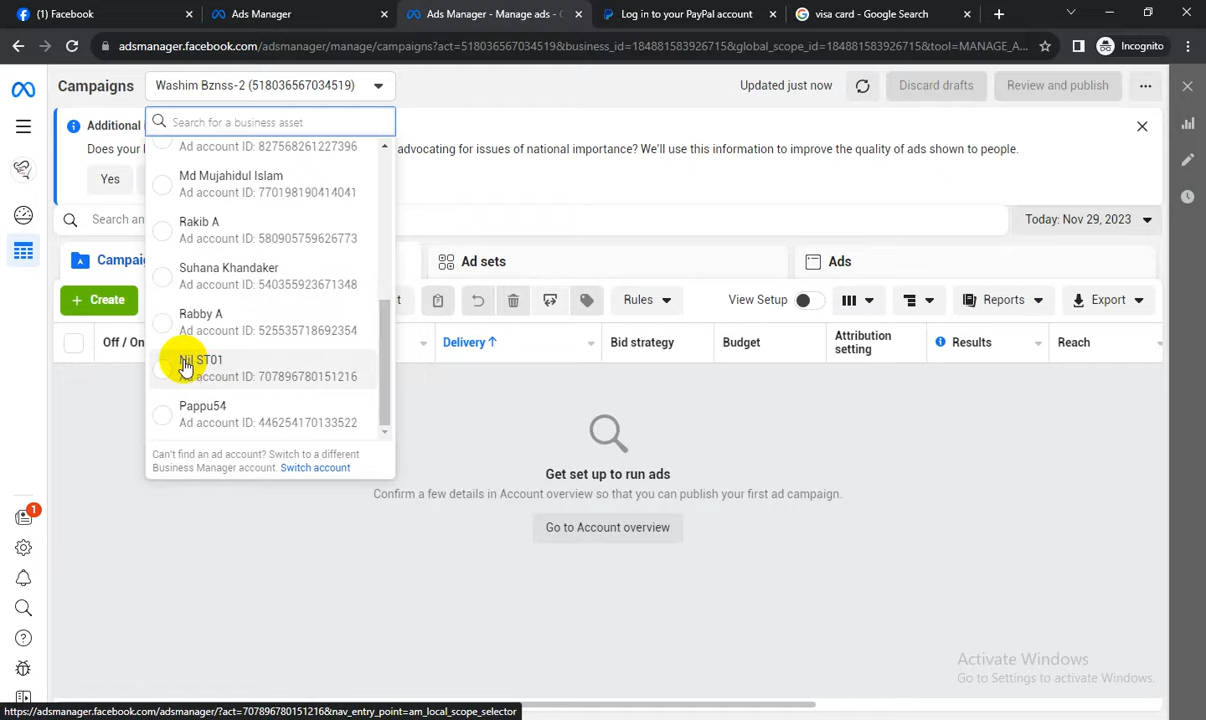 (1) Facebook
Ads Manager
Ads Manager - Manage ads - C
Log in to your PayPal account
visa card - Google Search
adsmanager.facebook.com/adsmanager/manage/campaigns?act=518036567034519&business_id=184881583926715&global_scope_id=184881583926715&tool=MANAGE_A...
Incognito
Campaigns
Washim Bznss-2 (518036567034519)
Updated just now
Discard drafts
Review and publish
Additional
Search for a business asset
Does your
advocating for issues of national importance? We'll use this information to improve the quality of ads shown to people.
Yes
Ad account ID: 827568261227396
Md Mujahidul Islam
Ad account ID: 770198190414041
Search an
Today: Nov 29, 2023
Rakib A
Ad account ID: 580905759626773
Campaig
Ad sets
Ads
Suhana Khandaker
Ad account ID: 540355923671348
+ Create
t
Rules
View Setup
Reports
Export
Rabby A
Ad account ID: 525535718692354
Off / On
Delivery ↑
Bid strategy
Budget
Attribution
setting
Results
Reach
Nil ST01
Ad account ID: 707896780151216
Pappu54
Ad account ID: 446254170133522
Can't find an ad account? Switch to a different
Business Manager account. Switch account
Get set up to run ads
Confirm a few details in Account overview so that you can publish your first ad campaign.
Go to Account overview
1
Activate Windows
Go to Settings to activate Windows.
https://adsmanager.facebook.com/adsmanager/?act=707896780151216&nav_entry_point=am_local_scope_selector